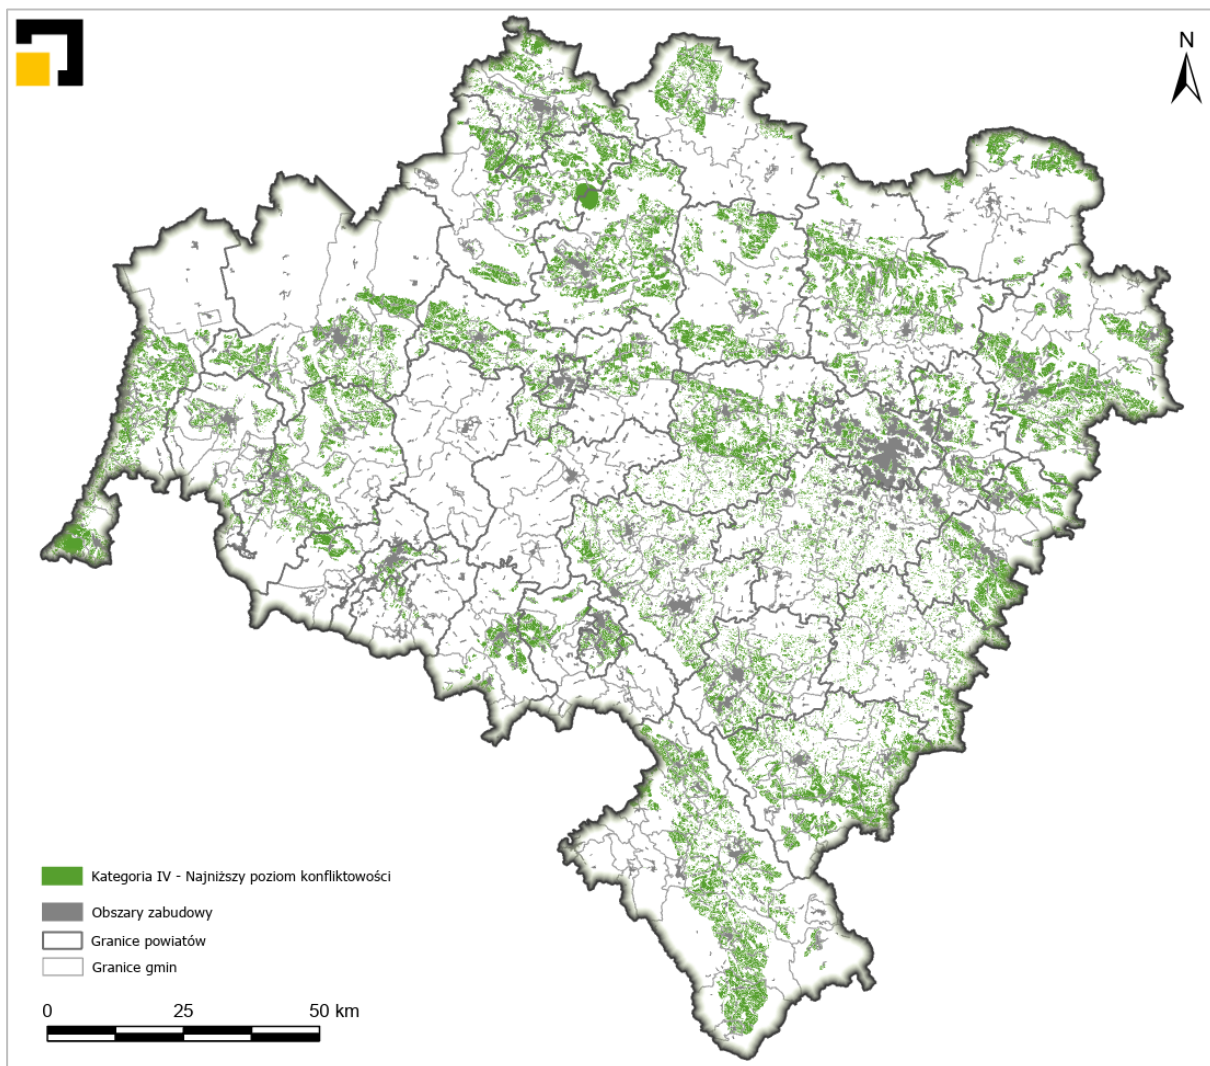 N
Kategoria IV - Najniższy poziom konfliktowości
Obszary zabudowy
Granice powiatów
Granice gmin
0 25 50 km